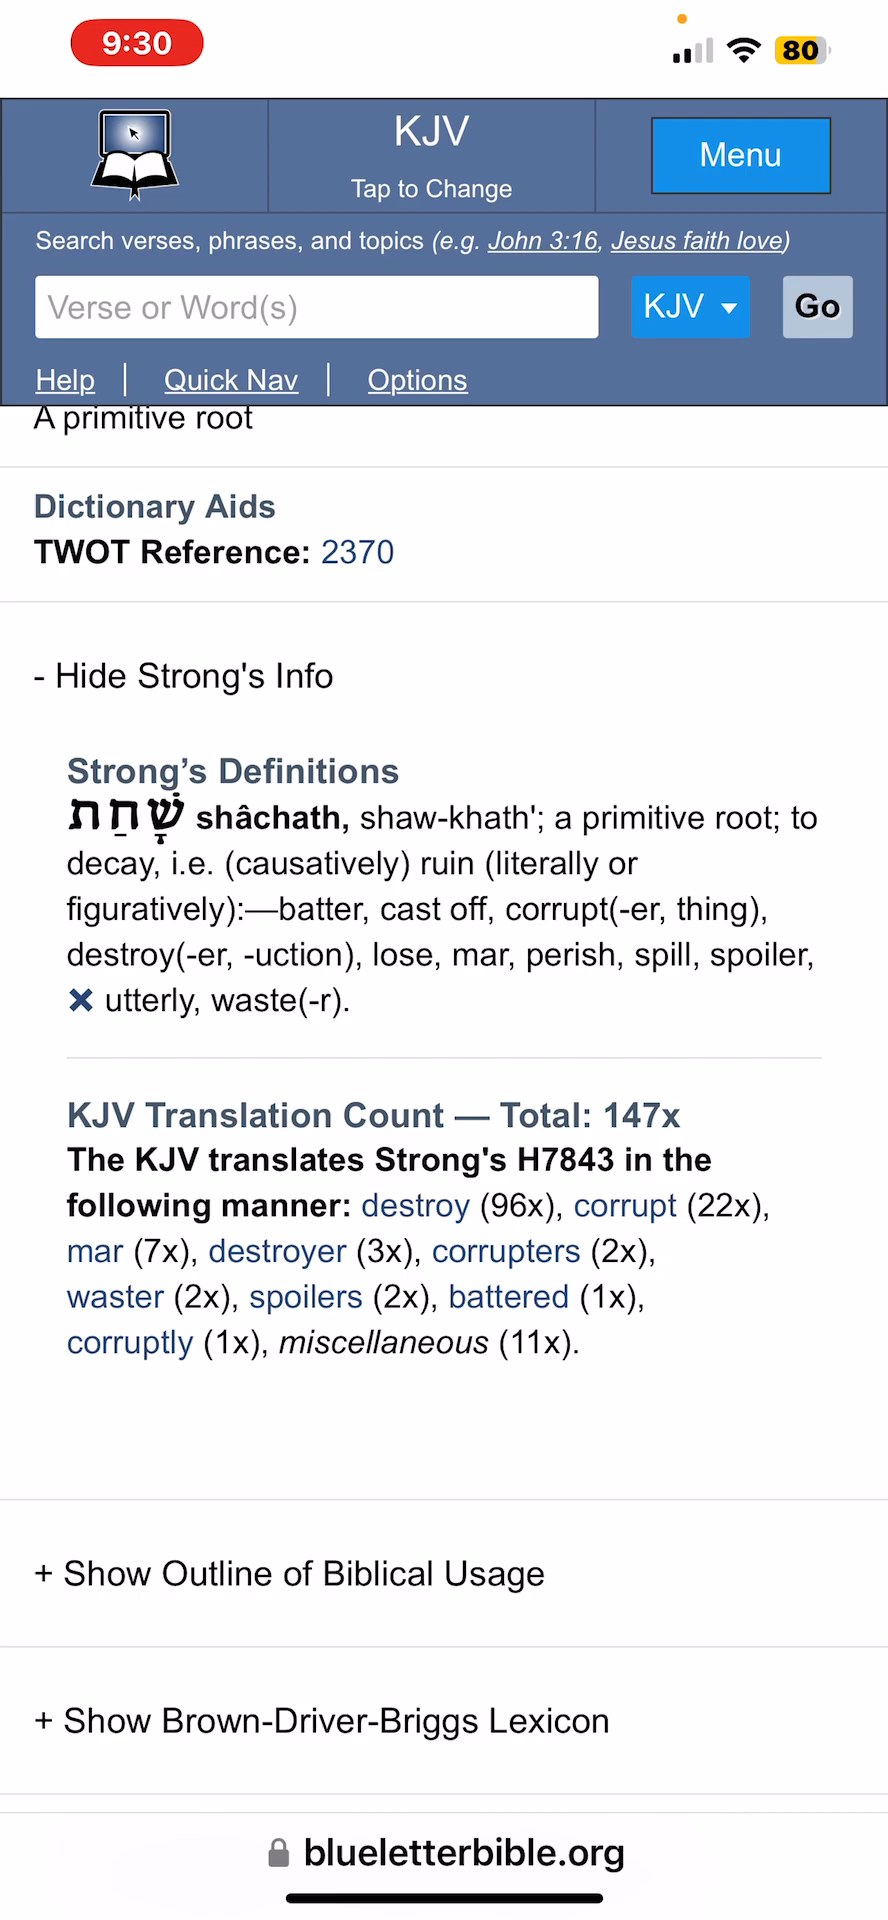 9:30
80
KJV
Tap to Change
Menu
Search verses, phrases, and topics (e.g. John 3:16, Jesus faith love)
Verse or Word(s)
KJV
Go
Help | Quick Nav | Options
A primitive root
Dictionary Aids
TWOT Reference: 2370
- Hide Strong's Info
Strong’s Definitions
שָׁחַת shâchath, shaw-khath'; a primitive root; to
decay, i.e. (causatively) ruin (literally or
figuratively):—batter, cast off, corrupt(-er, thing),
destroy(-er, -uction), lose, mar, perish, spill, spoiler,
× utterly, waste(-r).
KJV Translation Count — Total: 147x
The KJV translates Strong's H7843 in the
following manner: destroy (96x), corrupt (22x),
mar (7x), destroyer (3x), corrupters (2x),
waster (2x), spoilers (2x), battered (1x),
corruptly (1x), miscellaneous (11x).
+ Show Outline of Biblical Usage
+ Show Brown-Driver-Briggs Lexicon
blueletterbible.org